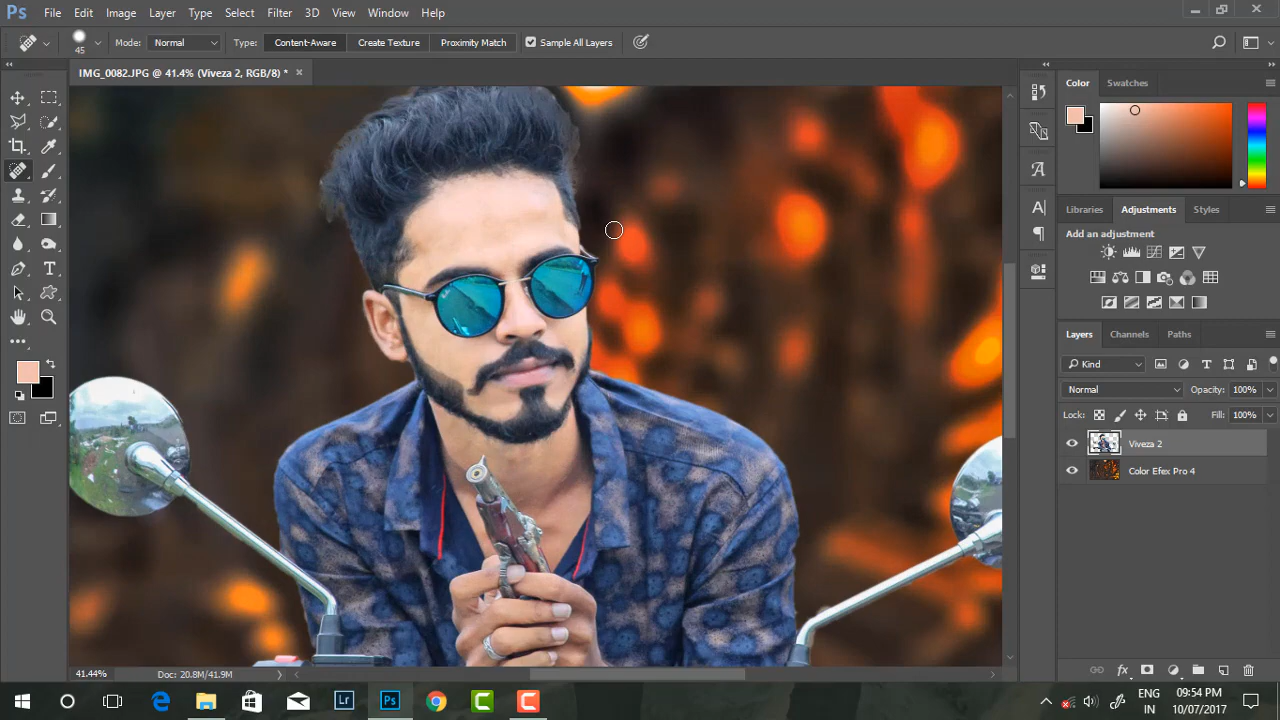 Ps File Edit Image Layer Type Select Filter 3D View Window Help
45 Mode: Normal Type: Content-Aware Create Texture Proximity Match Sample All Layers
IMG_0082.JPG @ 41.4% (Viveza 2, RGB/8) * ×
Color Swatches
Libraries Adjustments Styles
Add an adjustment
Layers Channels Paths
Kind
Normal Opacity: 100%
Lock: Fill: 100%
Viveza 2
Color Efex Pro 4
41.44% Doc: 20.8M/41.9M
Lr Ps
ENG
IN
09:54 PM
10/07/2017